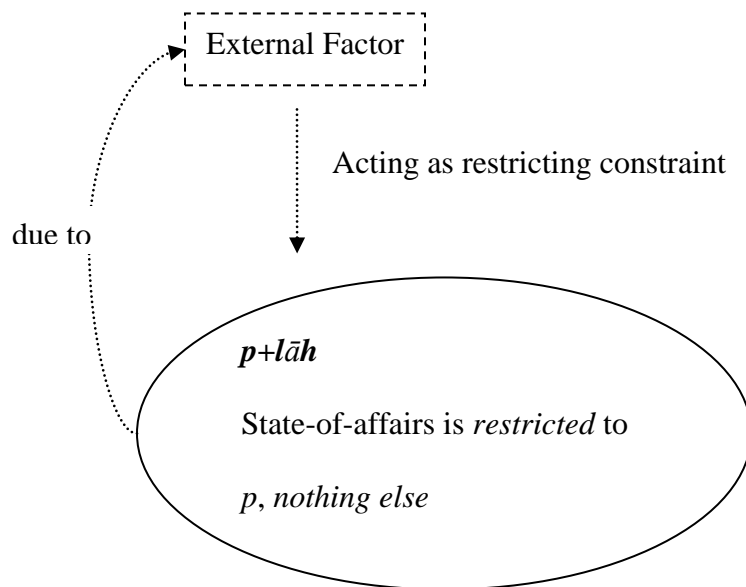 External Factor
Acting as restricting constraint
due to
p+lāh
State-of-affairs is restricted to
p, nothing else